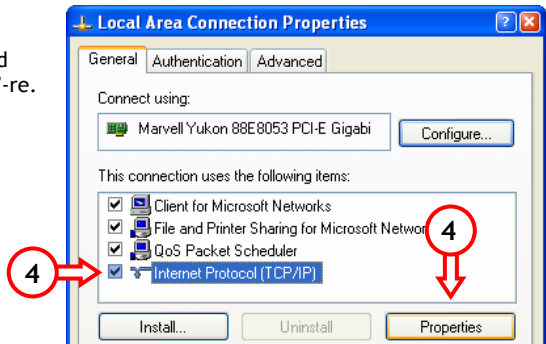 Local Area Connection Properties
-re.
General Authentication Advanced
Connect using:
Marvell Yukon 88E8053 PCI-E Gigabi Configure...
This connection uses the following items:
Client for Microsoft Networks
File and Printer Sharing for Microsoft Networ
4
QoS Packet Scheduler
4 Internet Protocol (TCP/IP)
Install... Uninstall Properties